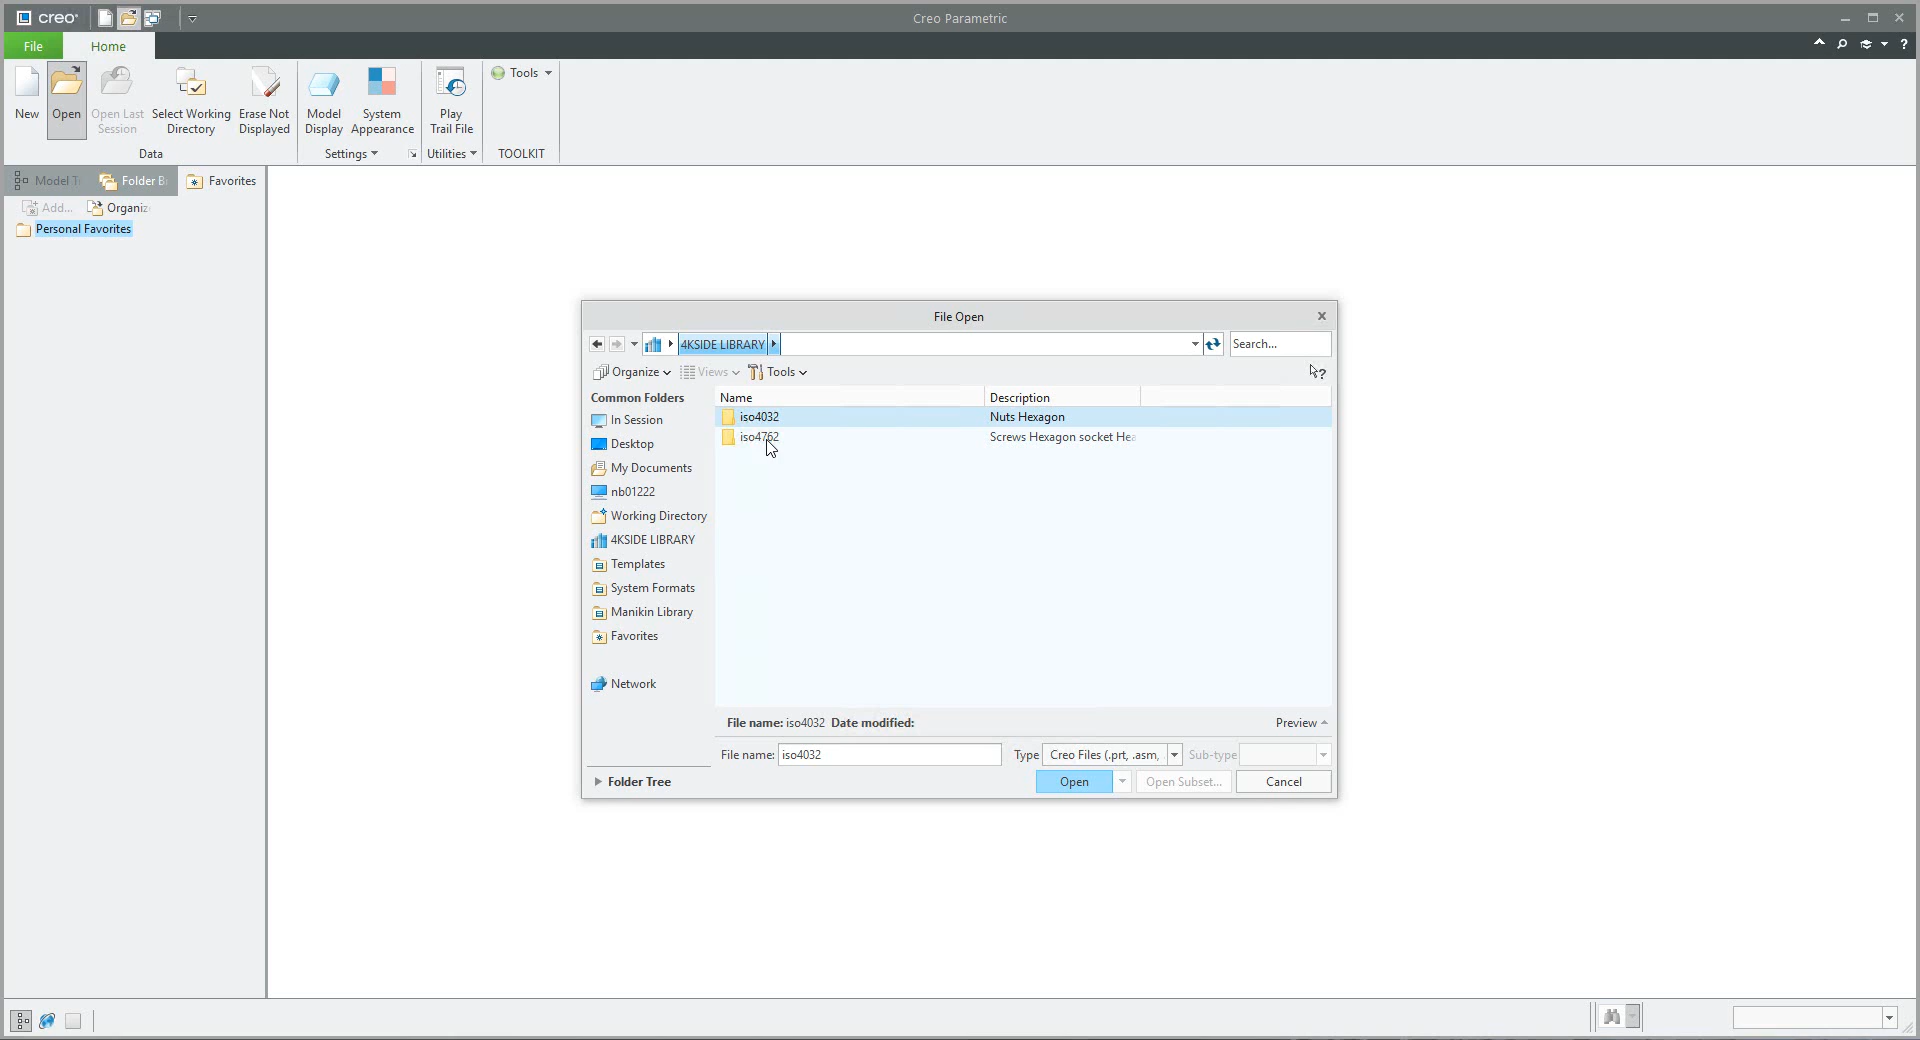 creo
Creo Parametric
File
Home
New
Open
Open Last Session
Select Working Directory
Erase Not Displayed
Model Display
System Appearance
Play Trail File
Tools
Data
Settings
Utilities
TOOLKIT
Model T
Folder B
Favorites
Add...
Organiz
Personal Favorites
File Open
4KSIDE LIBRARY
Search...
Organize
Views
Tools
?
Common Folders
Name
Description
In Session
iso4032
Nuts Hexagon
Desktop
iso4762
Screws Hexagon socket Hea
My Documents
nb01222
Working Directory
4KSIDE LIBRARY
Templates
System Formats
Manikin Library
Favorites
Network
File name: iso4032 Date modified:
Preview
File name: iso4032
Type Creo Files (.prt, .asm,
Sub-type
Folder Tree
Open
Open Subset...
Cancel